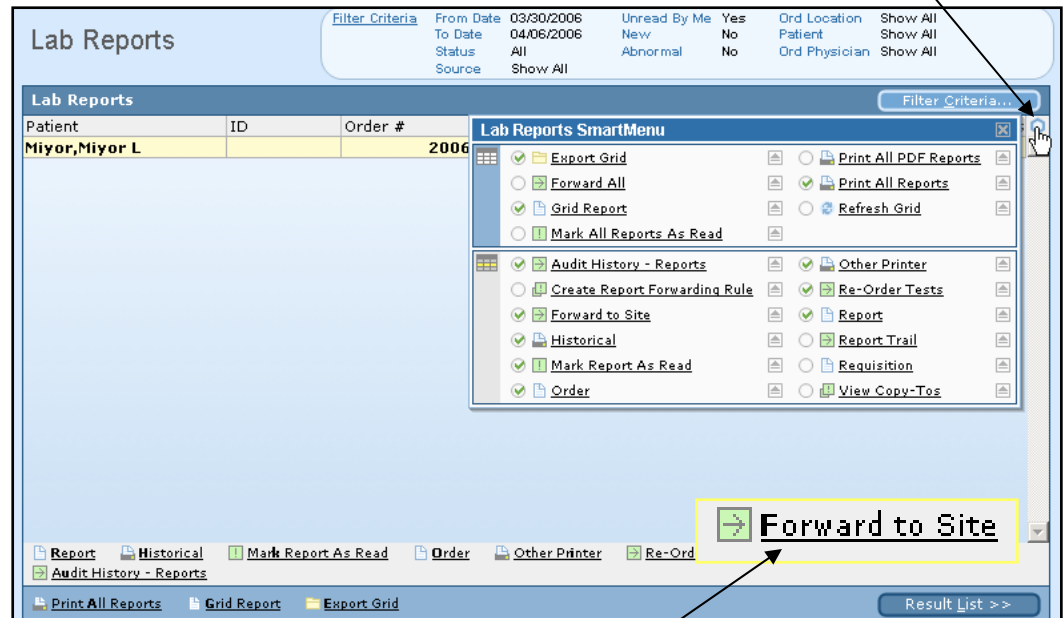 Lab Reports
Filter Criteria From Date 03/30/2006 Unread By Me Yes Ord Location Show All
To Date 04/06/2006 New No Patient Show All
Status All Abnormal No Ord Physician Show All
Source Show All
Lab Reports Filter Criteria...
Patient ID Order #
Miyor,Miyor L 2006
Lab Reports SmartMenu
Export Grid Print All PDF Reports
Forward All Print All Reports
Grid Report Refresh Grid
Mark All Reports As Read
Audit History - Reports Other Printer
Create Report Forwarding Rule Re-Order Tests
Forward to Site Report
Historical Report Trail
Mark Report As Read Requisition
Order View Copy-Tos
Forward to Site
Report Historical Mark Report As Read Order Other Printer Re-Ord
Audit History - Reports
Print All Reports Grid Report Export Grid Result List >>